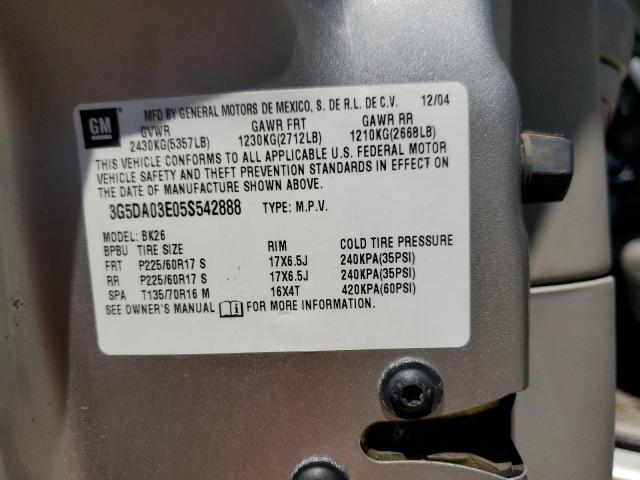 GM
MFD BY GENERAL MOTORS DE MEXICO, S. DE R.L. DE C.V. 12/04
GVWR GAWR FRT GAWR RR
2430KG(5357LB) 1230KG(2712LB) 1210KG(2668LB)
THIS VEHICLE CONFORMS TO ALL APPLICABLE U.S. FEDERAL MOTOR
VEHICLE SAFETY AND THEFT PREVENTION STANDARDS IN EFFECT ON
THE DATE OF MANUFACTURE SHOWN ABOVE.
3G5DA03E05S542888 TYPE: M.P.V.
MODEL: BK26
BPBU TIRE SIZE RIM COLD TIRE PRESSURE
FRT P225/60R17 S 17X6.5J 240KPA(35PSI)
RR P225/60R17 S 17X6.5J 240KPA(35PSI)
SPA T135/70R16 M 16X4T 420KPA(60PSI)
SEE OWNER'S MANUAL FOR MORE INFORMATION.